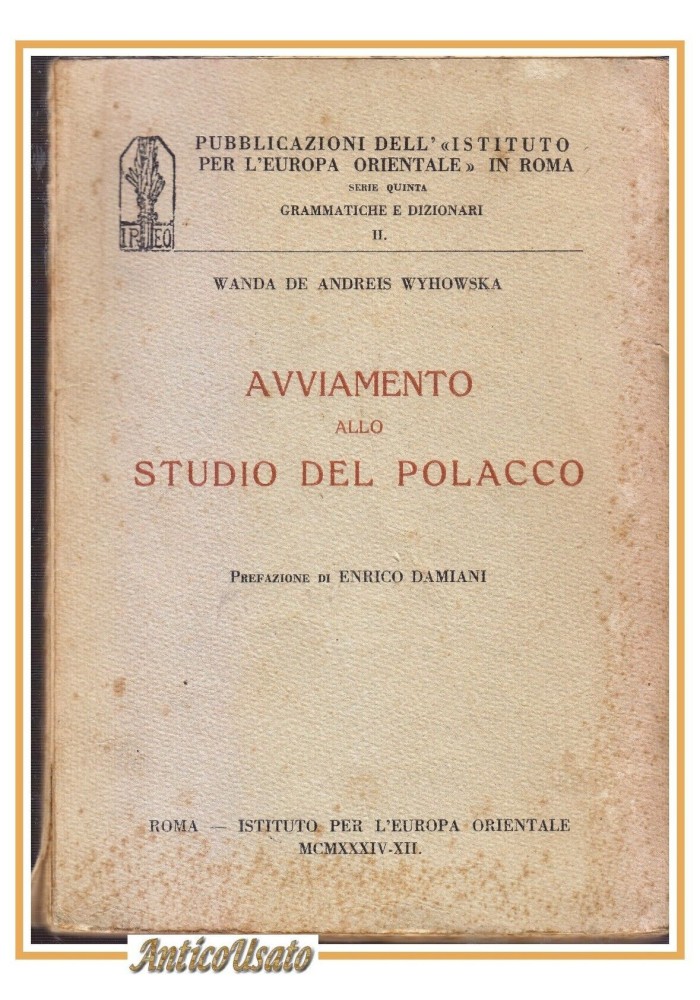 PUBBLICAZIONI DELL' «ISTITUTO
PER L'EUROPA ORIENTALE» IN ROMA
SERIE QUINTA
GRAMMATICHE E DIZIONARI
II.
IP EO
WANDA DE ANDREIS WYHOWSKA
AVVIAMENTO
ALLO
STUDIO DEL POLACCO
PREFAZIONE DI ENRICO DAMIANI
ROMA — ISTITUTO PER L'EUROPA ORIENTALE
MCMXXXIV-XII.
AnticoUsato